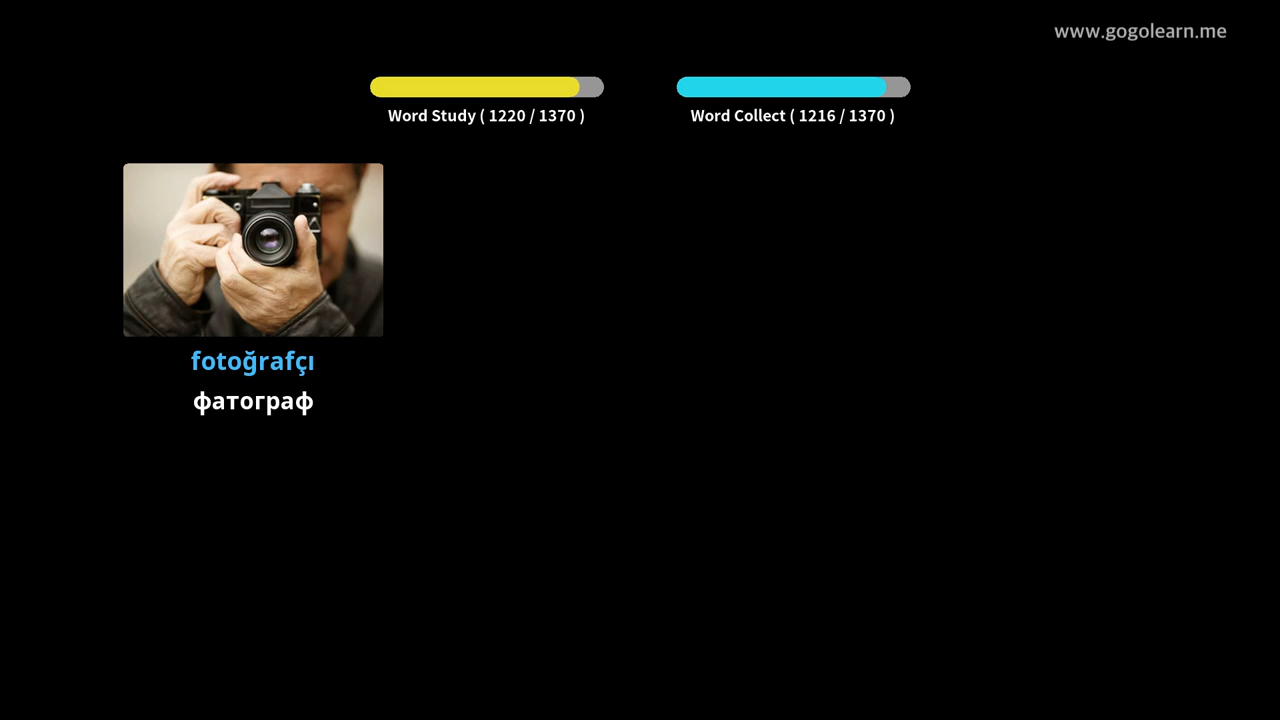 www.gogolearn.me
Word Study ( 1220 / 1370 )
Word Collect ( 1216 / 1370 )
fotoğrafçı
фатограф